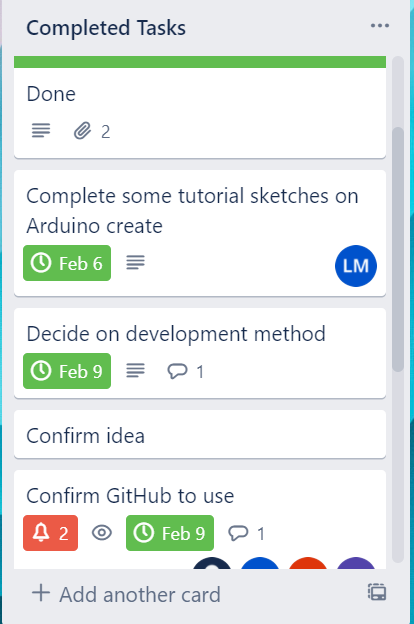 Completed Tasks
Done
2
Complete some tutorial sketches on
Arduino create
Feb 6
LM
Decide on development method
Feb 9 1
Confirm idea
Confirm GitHub to use
2 Feb 9 1
Add another card